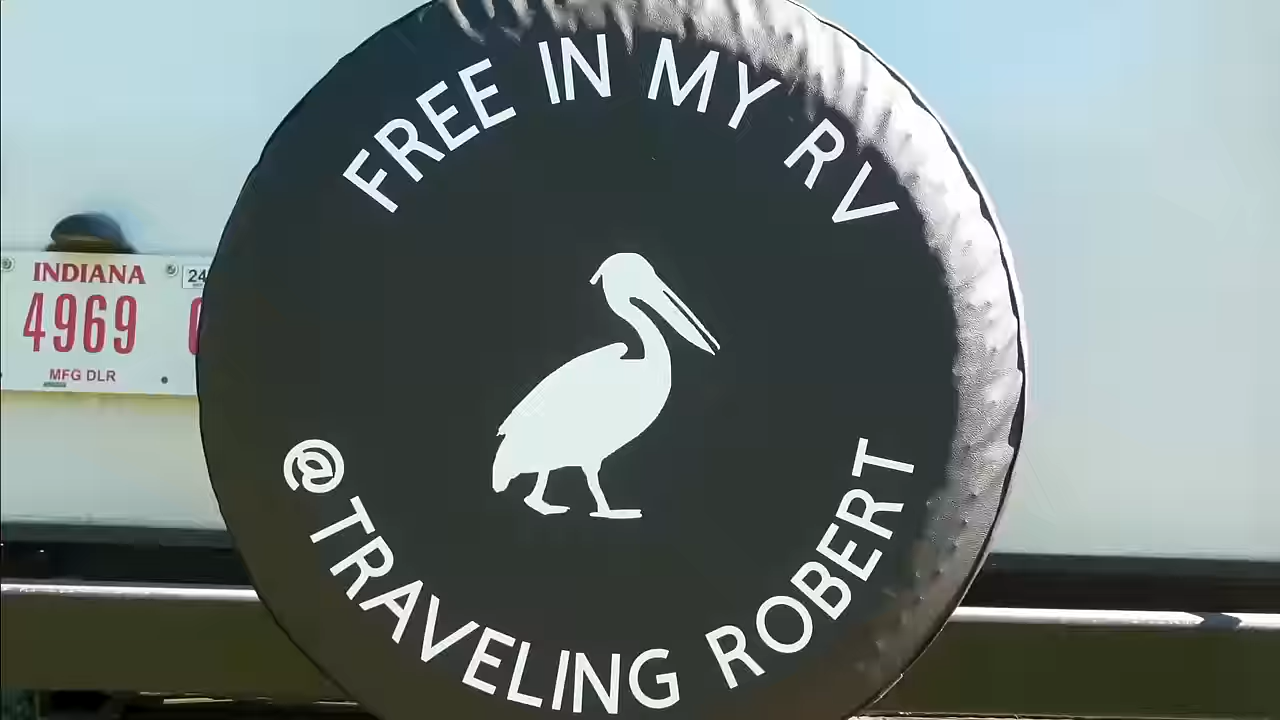 FREE IN MY RV
INDIANA
24
4969
MFG DLR
@TRAVELING ROBERT